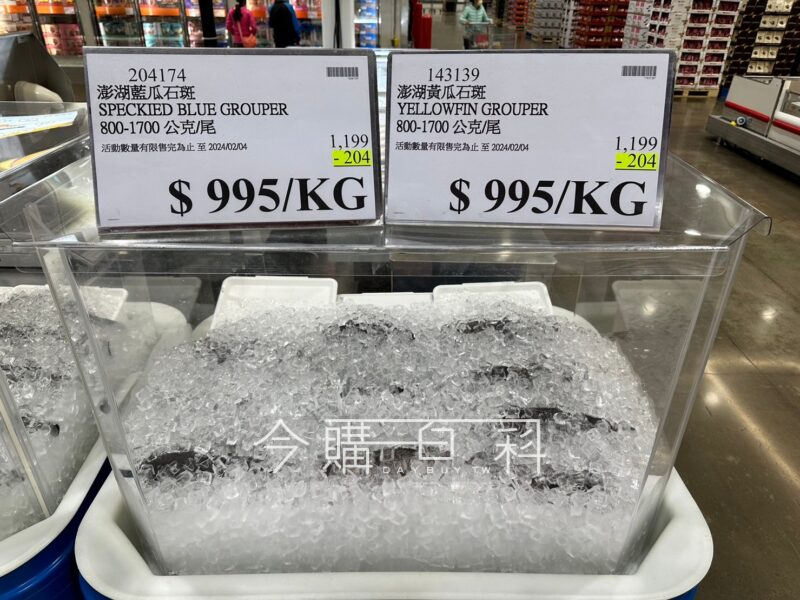 204174
澎湖藍瓜石斑
SPECKIED BLUE GROUPER
800-1700 公克/尾
活動數量有限售完為止 至 2024/02/04
1,199
- 204
$ 995/KG
143139
澎湖黃瓜石斑
YELLOWFIN GROUPER
800-1700 公克/尾
活動數量有限售完為止 至 2024/02/04
1,199
- 204
$ 995/KG
今購百科
DAYBUY.TW